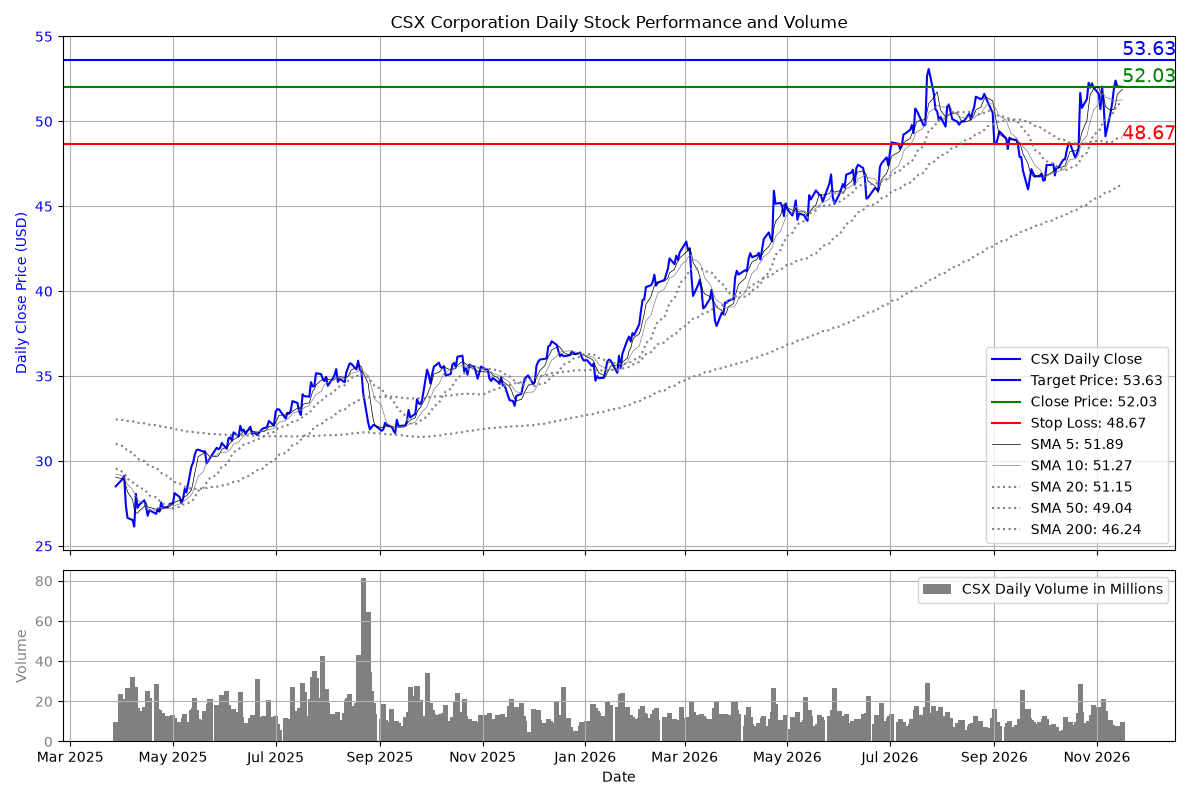 CSX Corporation Daily Stock Performance and Volume
55
50
45
40
35
30
25
Daily Close Price (USD)
53.63
52.03
48.67
CSX Daily Close
Target Price: 53.63
Close Price: 52.03
Stop Loss: 48.67
SMA 5: 51.89
SMA 10: 51.27
SMA 20: 51.15
SMA 50: 49.04
SMA 200: 46.24
80
60
40
20
0
Volume
CSX Daily Volume in Millions
Mar 2025 May 2025 Jul 2025 Sep 2025 Nov 2025 Jan 2026 Mar 2026 May 2026 Jul 2026 Sep 2026 Nov 2026
Date